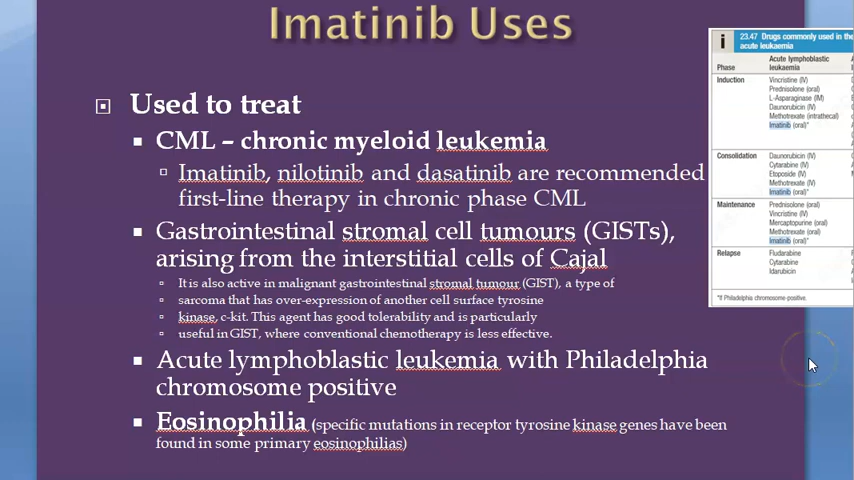 Imatinib Uses
Used to treat
CML – chronic myeloid leukemia
Imatinib, nilotinib and dasatinib are recommended
first-line therapy in chronic phase CML
Gastrointestinal stromal cell tumours (GISTs),
arising from the interstitial cells of Cajal
It is also active in malignant gastrointestinal stromal tumour (GIST), a type of
sarcoma that has over-expression of another cell surface tyrosine
kinase, c-kit. This agent has good tolerability and is particularly
useful in GIST, where conventional chemotherapy is less effective.
Acute lymphoblastic leukemia with Philadelphia
chromosome positive
Eosinophilia (specific mutations in receptor tyrosine kinase genes have been
found in some primary eosinophilias)
i
23.47 Drugs commonly used in the
acute leukaemia
Acute lymphoblastic
Phase leukaemia
Induction Vincristine (IV)
Prednisolone (oral)
L-Asparaginase (IM)
Daunorubicin (IV)
Methotrexate (intrathecal)
Imatinib (oral)*
Consolidation Daunorubicin (IV)
Cytarabine (IV)
Etoposide (IV)
Methotrexate (IV)
Imatinib (oral)*
Maintenance Prednisolone (oral)
Vincristine (IV)
Mercaptopurine (oral)
Methotrexate (oral)
Imatinib (oral)*
Relapse Fludarabine
Cytarabine
Idarubicin
*If Philadelphia chromosome-positive.